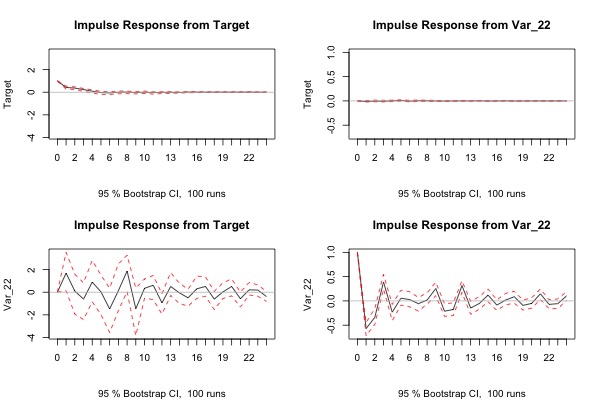 Impulse Response from Target
Target
2
0
-2
-4
0 2 4 6 8 10 13 16 19 22
95 % Bootstrap CI, 100 runs
Impulse Response from Var_22
Target
1.0
0.5
0.0
-0.5
0 2 4 6 8 10 13 16 19 22
95 % Bootstrap CI, 100 runs
Impulse Response from Target
Var_22
2
0
-2
-4
0 2 4 6 8 10 13 16 19 22
95 % Bootstrap CI, 100 runs
Impulse Response from Var_22
Var_22
1.0
0.5
0.0
-0.5
0 2 4 6 8 10 13 16 19 22
95 % Bootstrap CI, 100 runs